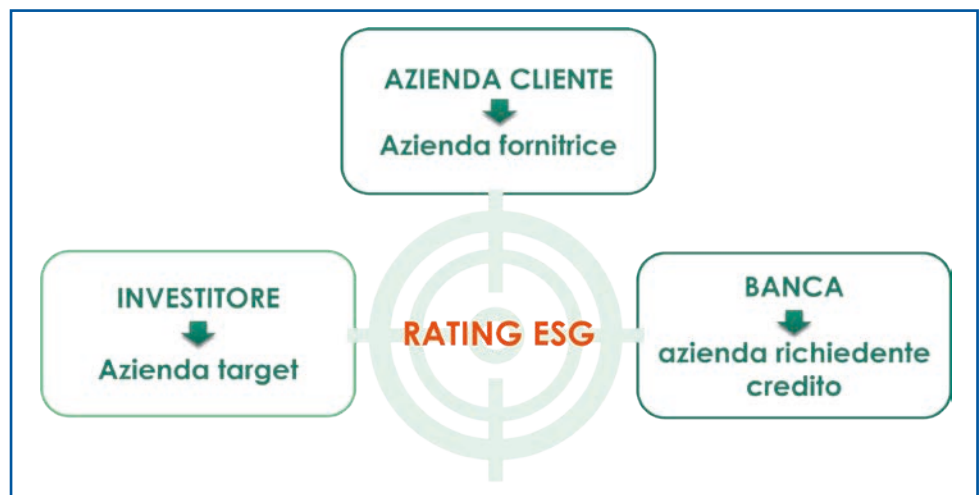 AZIENDA CLIENTE
Azienda fornitrice
INVESTITORE
Azienda target
RATING ESG
BANCA
azienda richiedente
credito